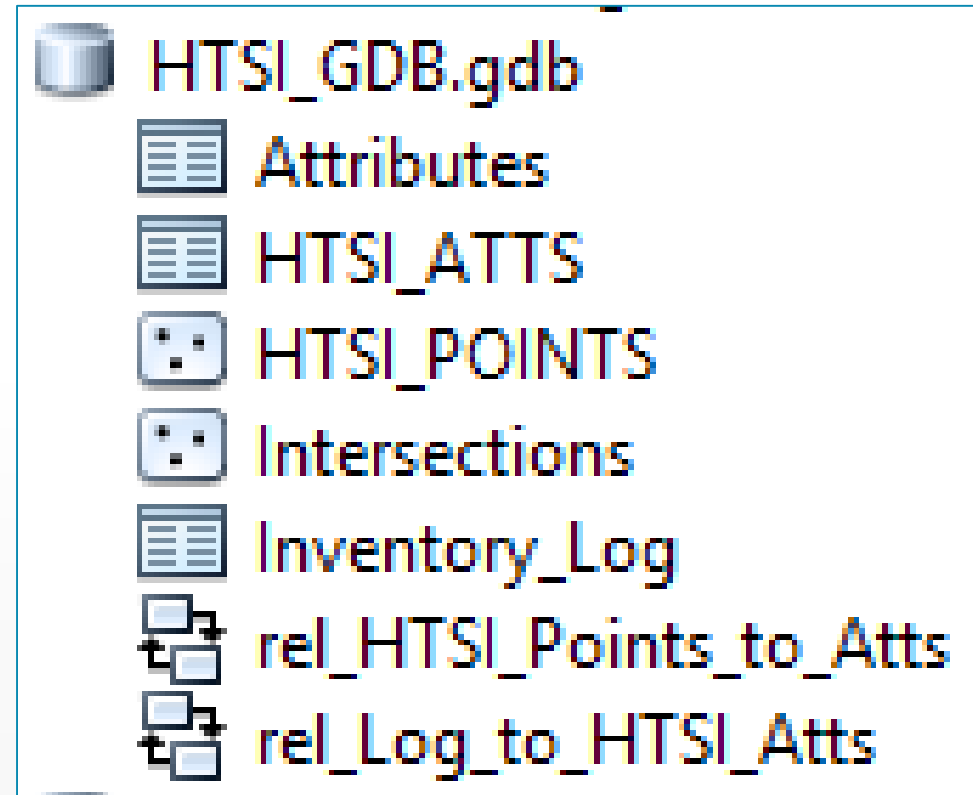 HTSI_GDB.gdb
Attributes
HTSI_ATTS
HTSI_POINTS
Intersections
Inventory_Log
rel_HTSI_Points_to_Atts
rel_Log_to_HTSI_Atts